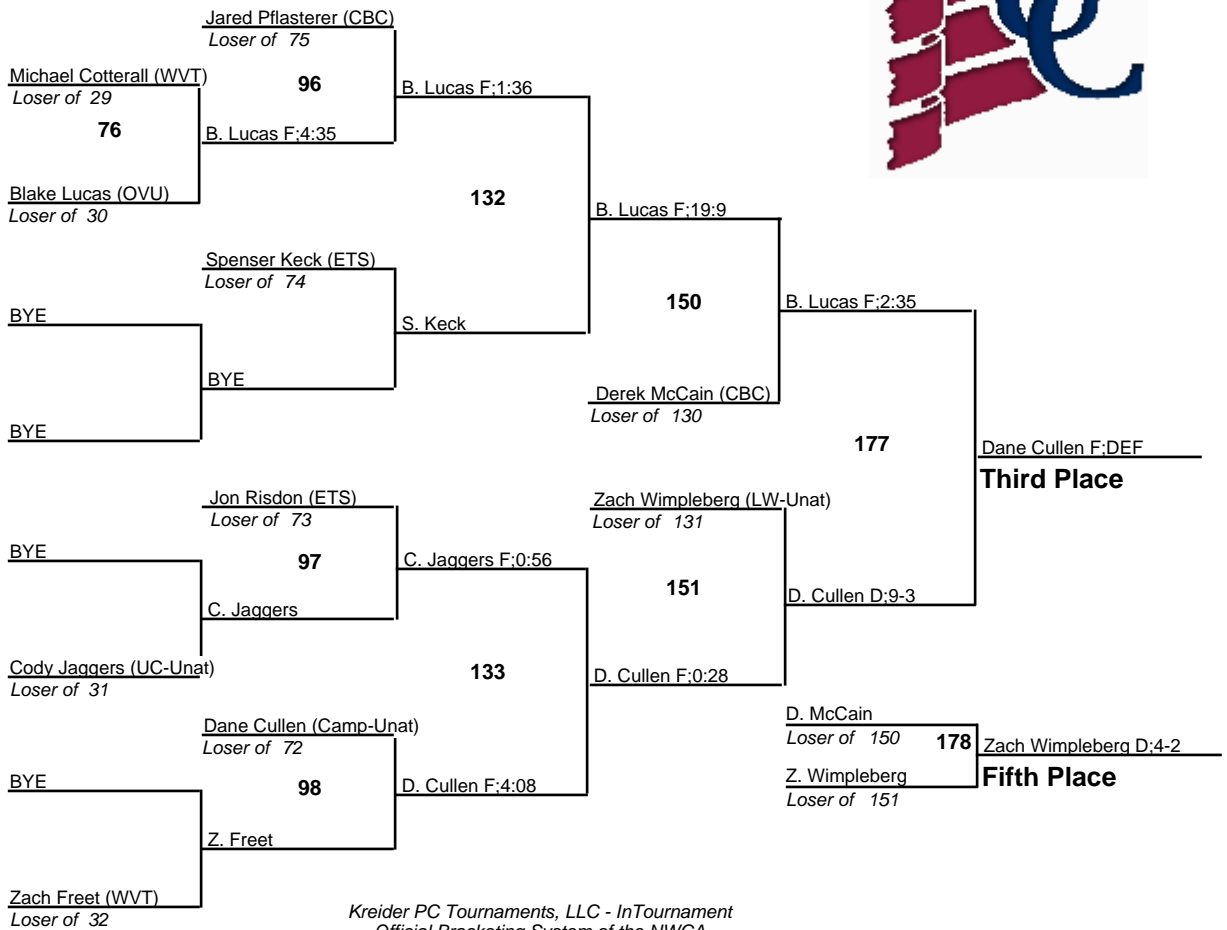 Jared Pflasterer (CBC)
Loser of 75
Michael Cotterall (WVT)
Loser of 29
96
B. Lucas F;1:36
76
B. Lucas F;4:35
Blake Lucas (OVU)
Loser of 30
132
B. Lucas F;19:9
Spenser Keck (ETS)
Loser of 74
150
B. Lucas F;2:35
BYE
S. Keck
BYE
Derek McCain (CBC)
Loser of 130
BYE
177
Dane Cullen F;DEF
Third Place
Jon Risdon (ETS)
Loser of 73
Zach Wimpleberg (LW-Unat)
Loser of 131
BYE
97
C. Jaggers F;0:56
151
C. Jaggers
D. Cullen D;9-3
Cody Jaggers (UC-Unat)
Loser of 31
133
D. Cullen F;0:28
Dane Cullen (Camp-Unat)
Loser of 72
D. McCain
Loser of 150
178
Zach Wimpleberg D;4-2
Fifth Place
BYE
98
D. Cullen F;4:08
Z. Wimpleberg
Loser of 151
Z. Freet
Zach Freet (WVT)
Loser of 32
Kreider PC Tournaments, LLC - InTournament
Official Bracketing System of the NWCA